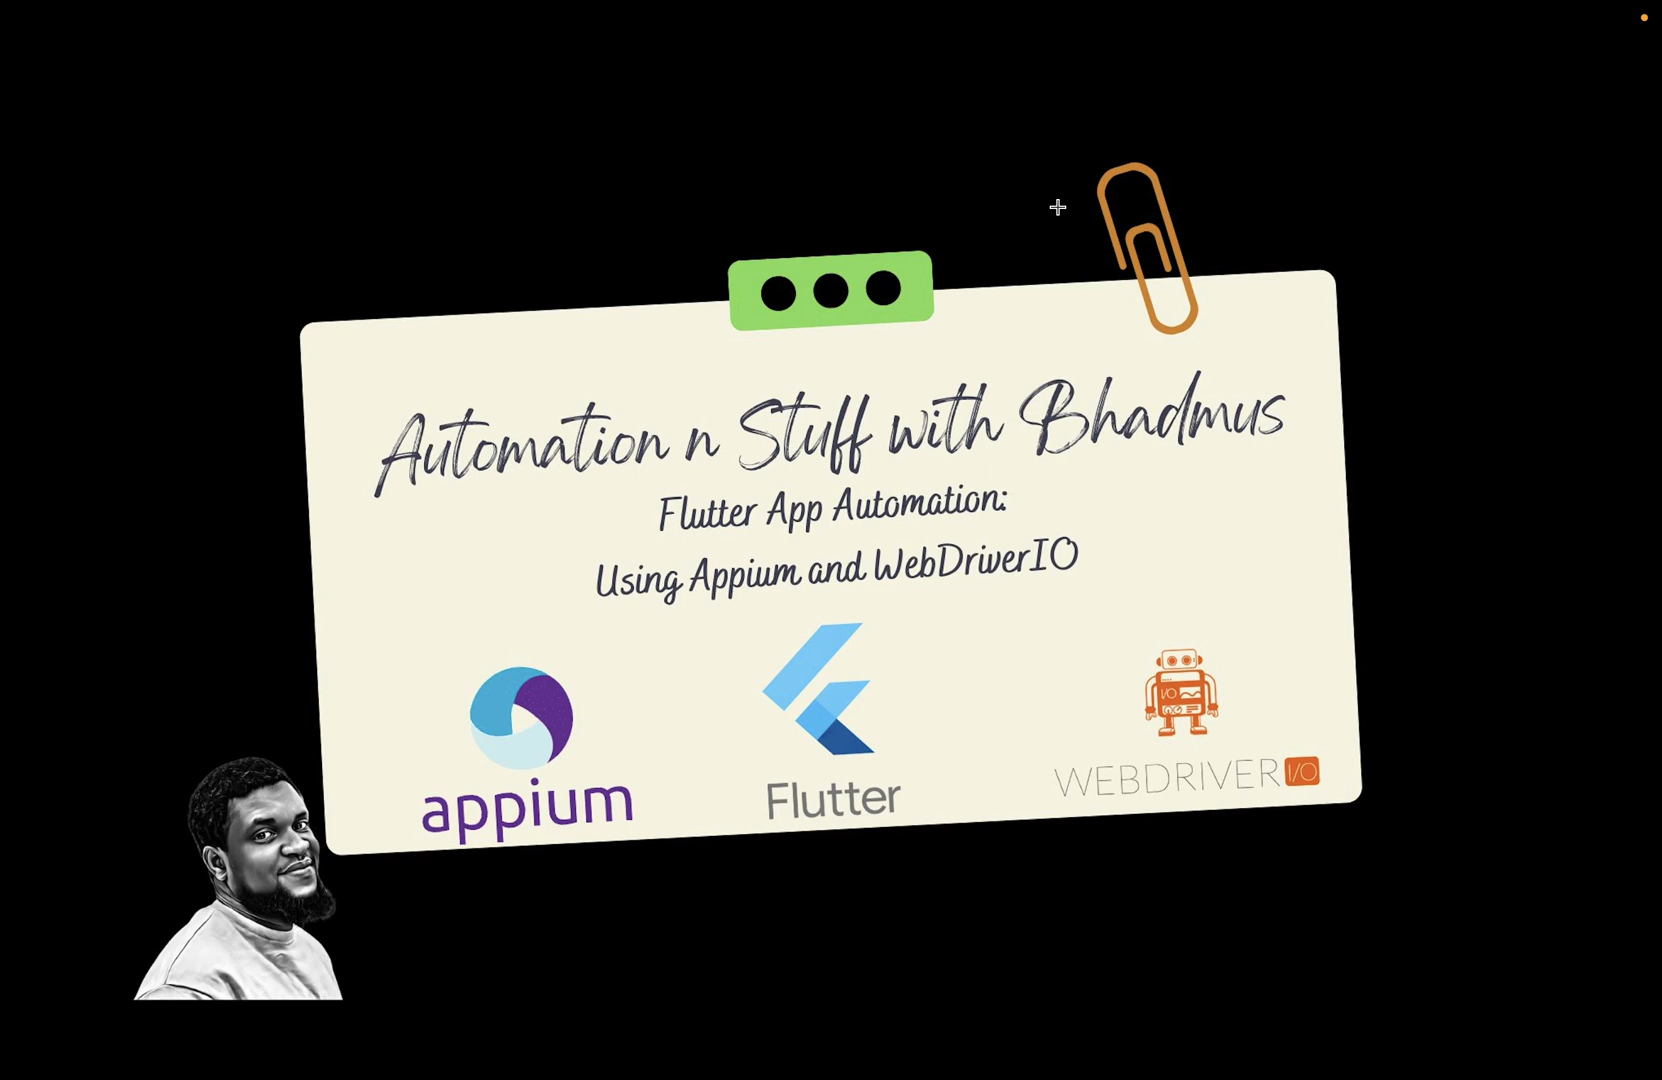 Automation n Stuff with Bhadmus
Flutter App Automation:
Using Appium and WebDriverIO
I/O
appium
Flutter
WEBDRIVER I/O